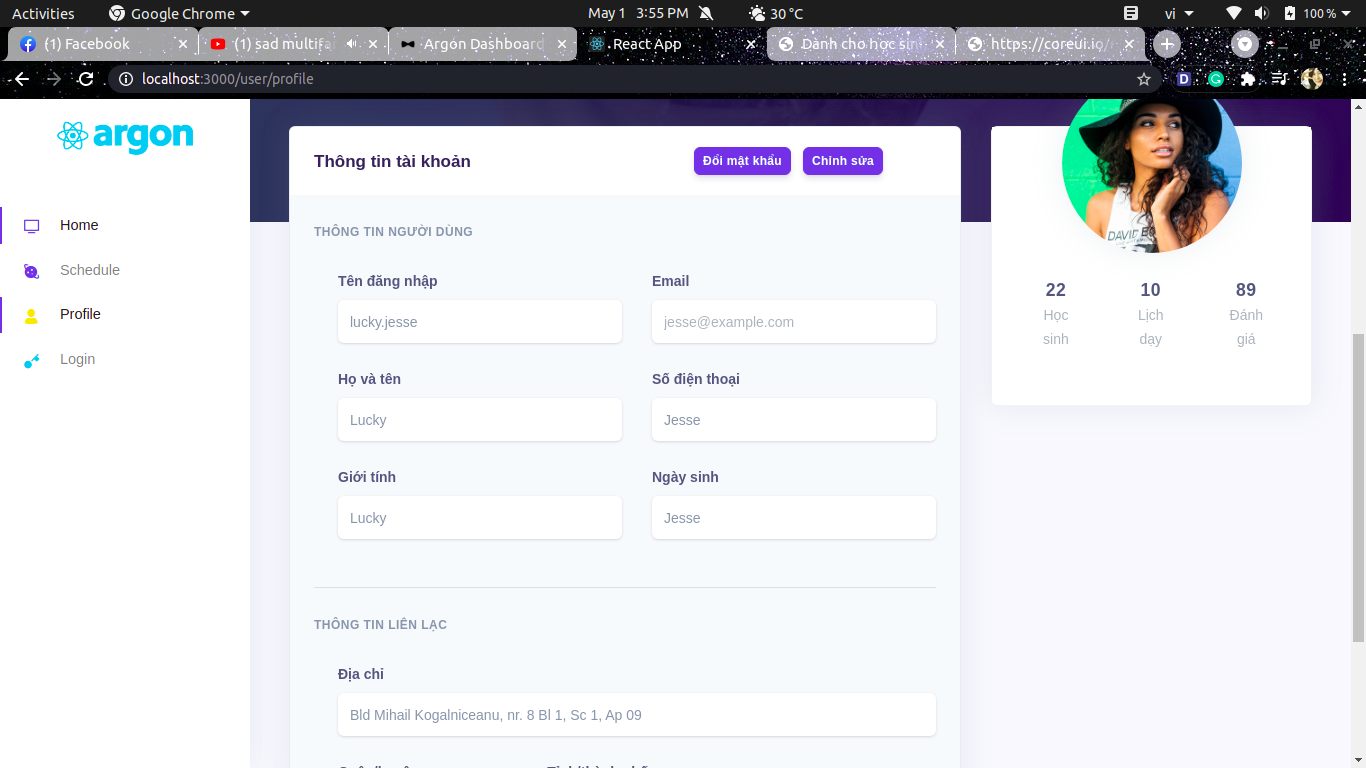 Activities
Google Chrome
May 1 3:55 PM
30 °C
vi
100 %
(1) Facebook
(1) sad multifa
Argon Dashboard
React App
Dành cho học sin
https://coreui.io/
localhost:3000/user/profile
argon
Home
Schedule
Profile
Login
Thông tin tài khoản
Đổi mật khẩu
Chỉnh sửa
THÔNG TIN NGƯỜI DÙNG
Tên đăng nhập
Email
lucky.jesse
jesse@example.com
Họ và tên
Số điện thoại
Lucky
Jesse
Giới tính
Ngày sinh
Lucky
Jesse
THÔNG TIN LIÊN LẠC
Địa chỉ
Bld Mihail Kogalniceanu, nr. 8 Bl 1, Sc 1, Ap 09
22
Học
sinh
10
Lịch
dạy
89
Đánh
giá